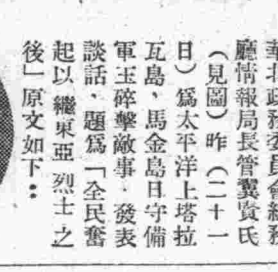 華北政務委員會總務
廳情報局長管翼賢氏
（見圖）昨（二十一
日）爲太平洋上塔拉
瓦島、馬金島日守備
軍玉碎擊敵事、發表
談話、題爲「全民奮
起以繼東亞烈士之
後」原文如下：